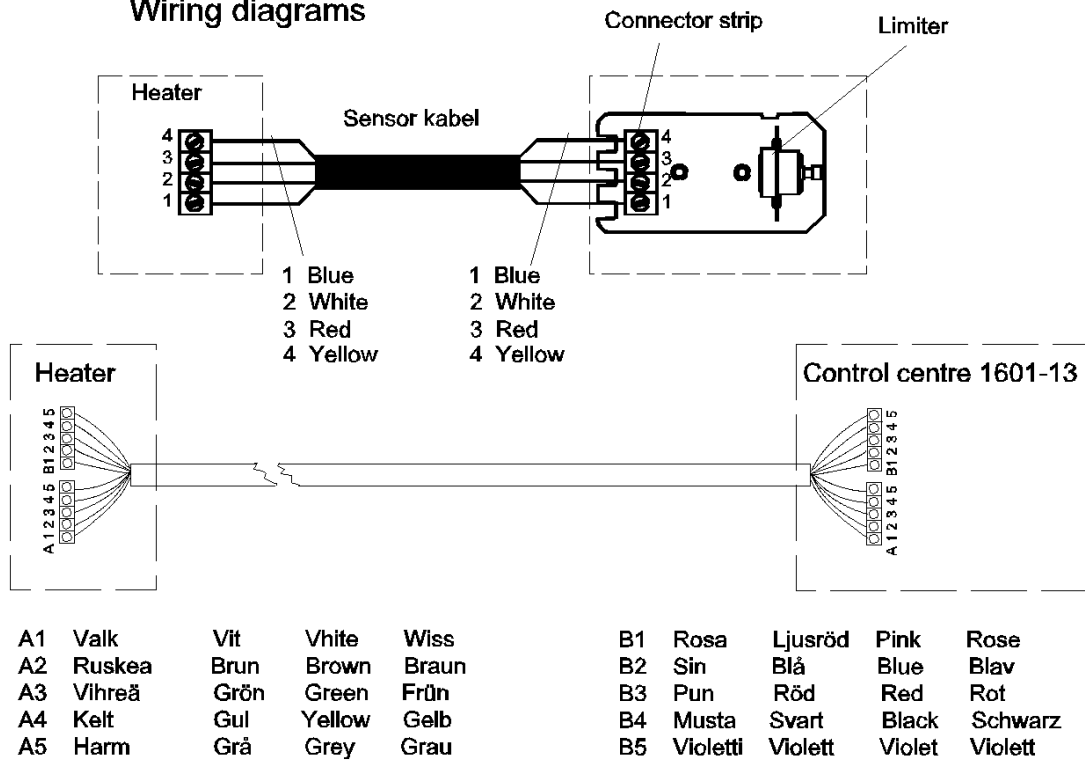 Wiring diagrams
Connector strip
Limiter
Heater
Sensor kabel
4
3
2
1
4
3
2
1
1 Blue
2 White
3 Red
4 Yellow
1 Blue
2 White
3 Red
4 Yellow
Heater
Control centre 1601-13
B1 2 3 4 5
A 1 2 3 4 5
B1 2 3 4 5
A 1 2 3 4 5
A1 Valk Vit Vhite Wiss
A2 Ruskea Brun Brown Braun
A3 Vihreä Grön Green Frün
A4 Kelt Gul Yellow Gelb
A5 Harm Grå Grey Grau
B1 Rosa Ljusröd Pink Rose
B2 Sin Blå Blue Blav
B3 Pun Röd Red Rot
B4 Musta Svart Black Schwarz
B5 Violetti Violett Violet Violett